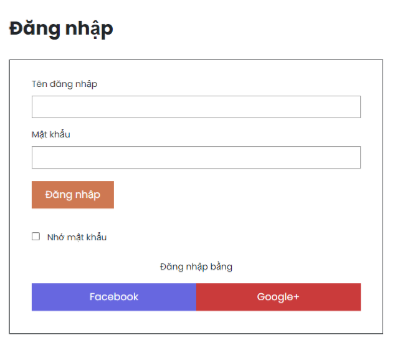 Đăng nhập
Tên đăng nhập
Mật khẩu
Đăng nhập
Nhớ mật khẩu
Đăng nhập bằng
Facebook Google+